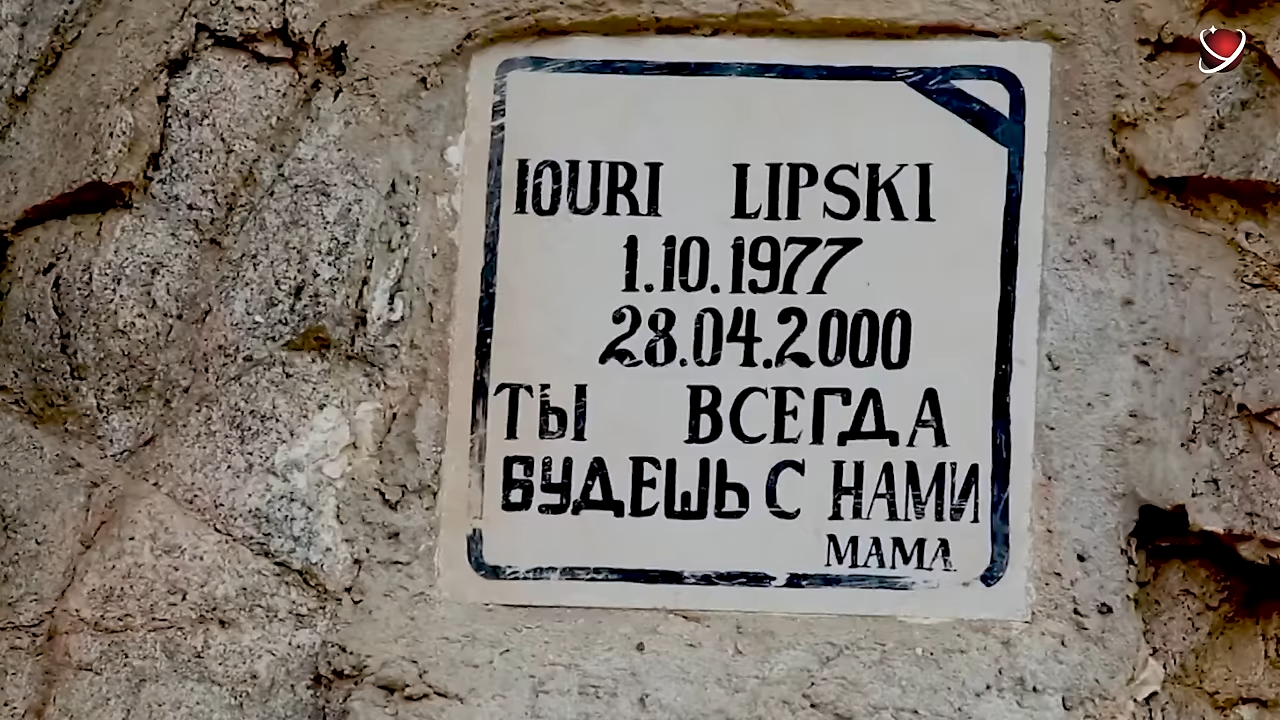 IOURI LIPSKI
1.10.1977
28.04.2000
ТЫ ВСЕГДА
БУДЕШЬ С НАМИ
МАМА